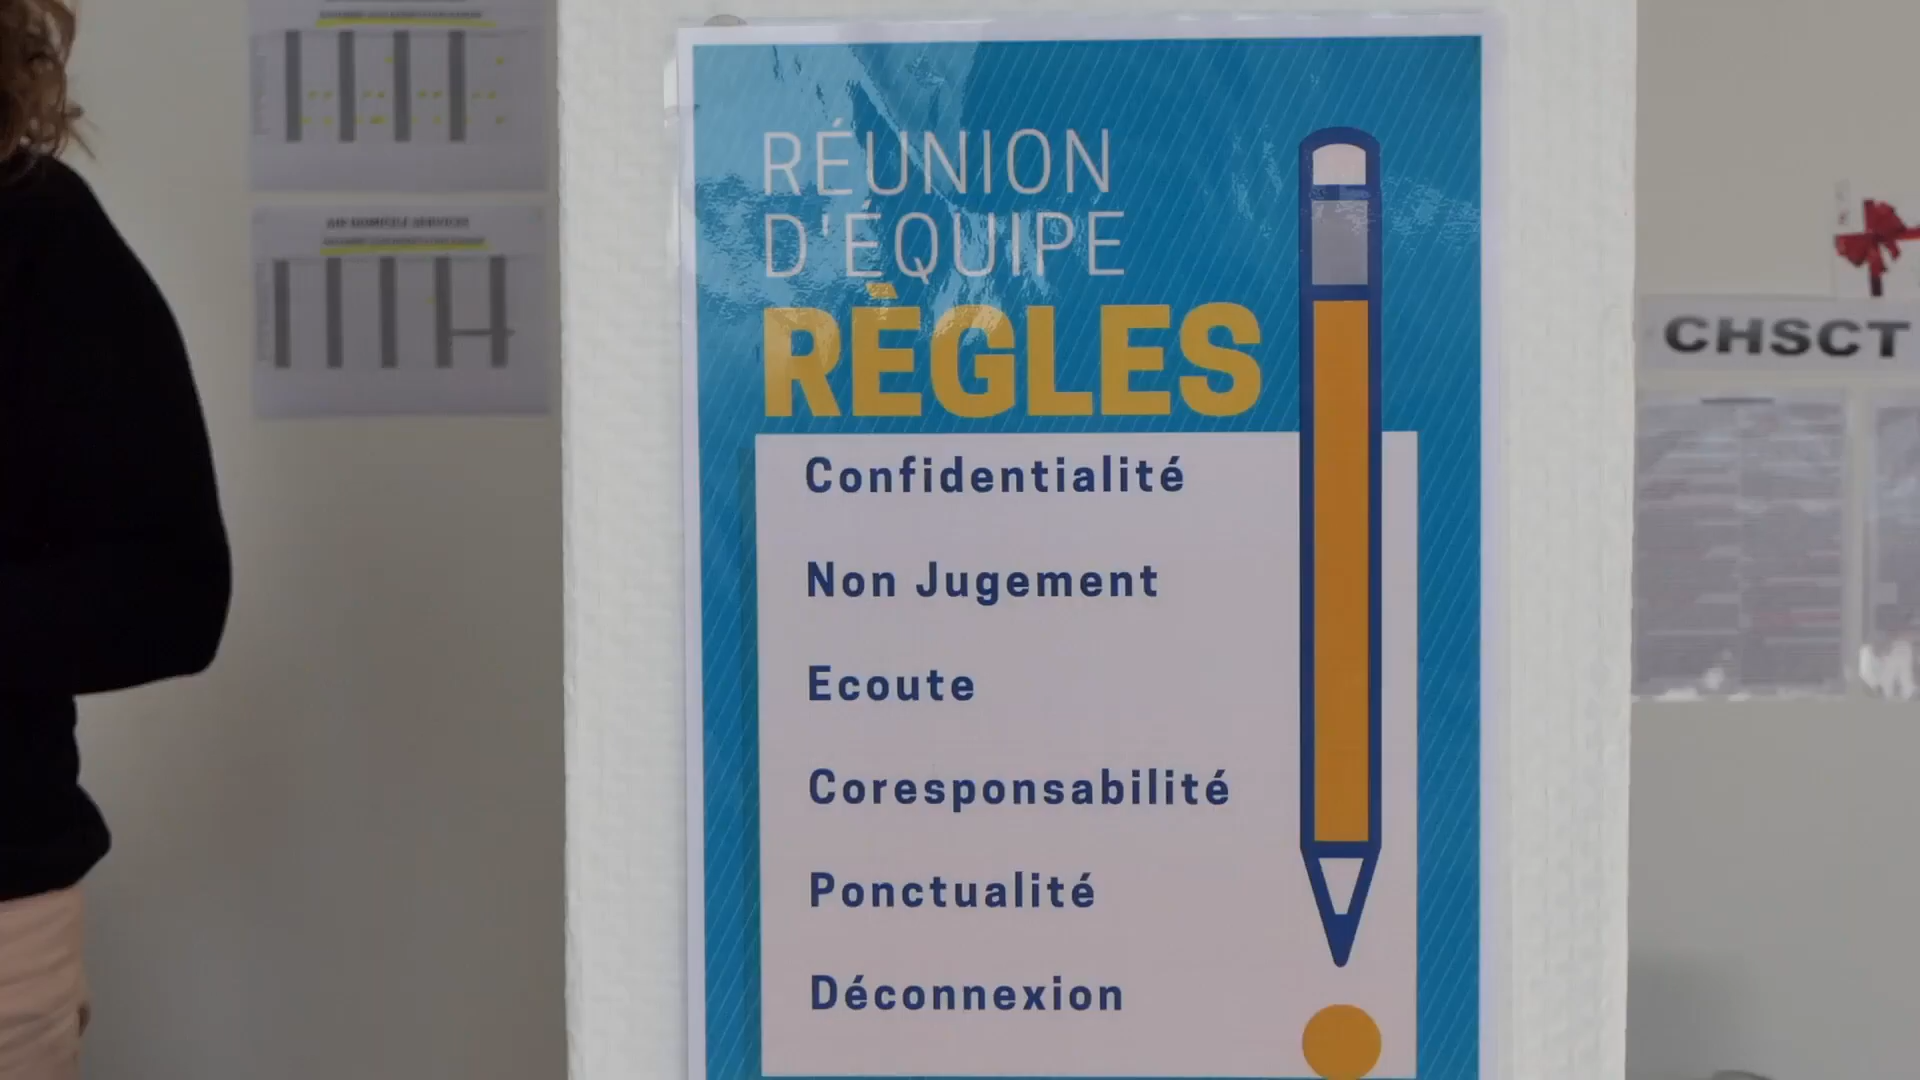 RÉUNION
D'ÉQUIPE
RÈGLES
Confidentialité
Non Jugement
Ecoute
Coresponsabilité
Ponctualité
Déconnexion
CHSCT